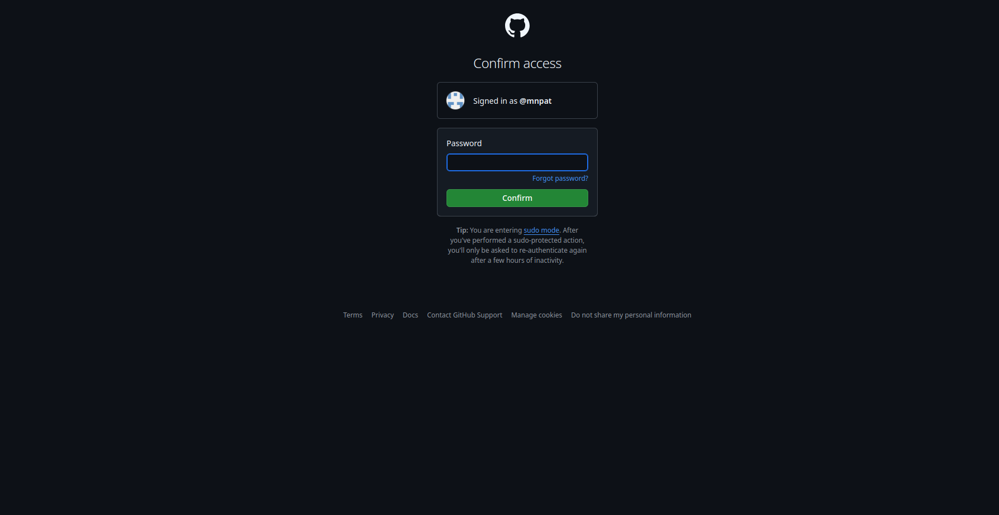 Confirm access
Signed in as @mnpat
Password
Forgot password?
Confirm
Tip: You are entering sudo mode. After
you've performed a sudo-protected action,
you'll only be asked to re-authenticate again
after a few hours of inactivity.
Terms Privacy Docs Contact GitHub Support Manage cookies Do not share my personal information